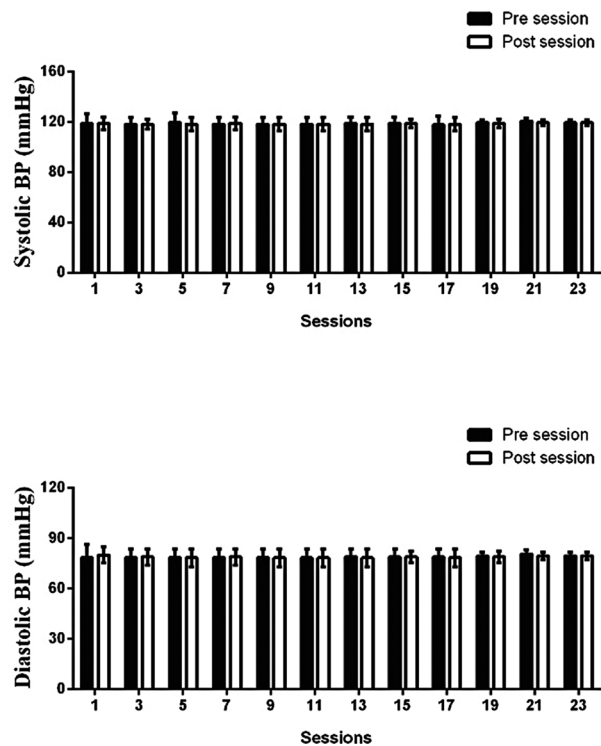 Pre session
Post session
Systolic BP (mmHg)
160
120
80
40
0
1 3 5 7 9 11 13 15 17 19 21 23
Sessions
Pre session
Post session
Diastolic BP (mmHg)
120
90
60
30
0
1 3 5 7 9 11 13 15 17 19 21 23
Sessions